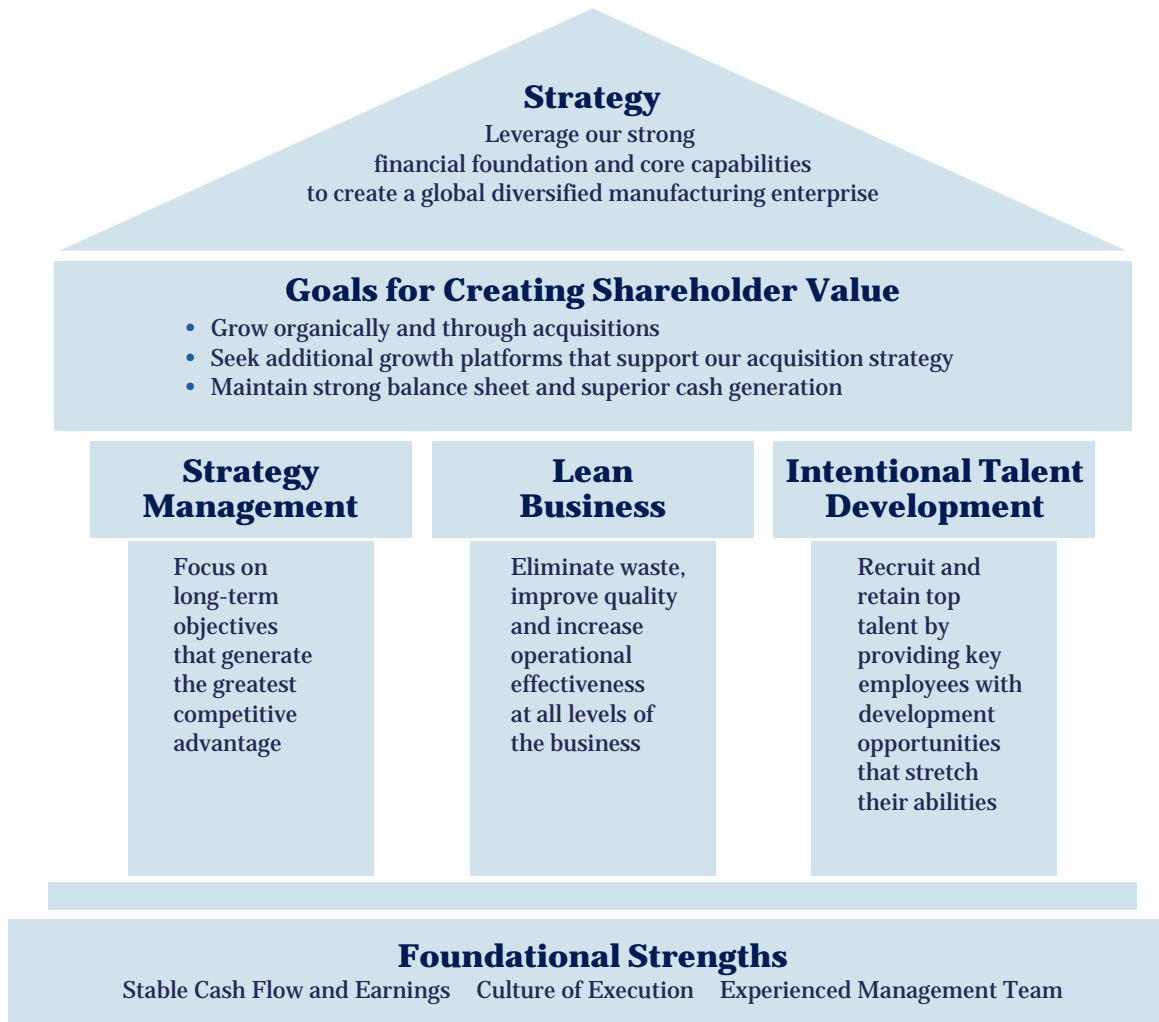 Strategy
Leverage our strong
financial foundation and core capabilities
to create a global diversified manufacturing enterprise
Goals for Creating Shareholder Value
• Grow organically and through acquisitions
• Seek additional growth platforms that support our acquisition strategy
• Maintain strong balance sheet and superior cash generation
Strategy
Management
Focus on
long-term
objectives
that generate
the greatest
competitive
advantage
Lean
Business
Eliminate waste,
improve quality
and increase
operational
effectiveness
at all levels of
the business
Intentional Talent
Development
Recruit and
retain top
talent by
providing key
employees with
development
opportunities
that stretch
their abilities
Foundational Strengths
Stable Cash Flow and Earnings Culture of Execution Experienced Management Team